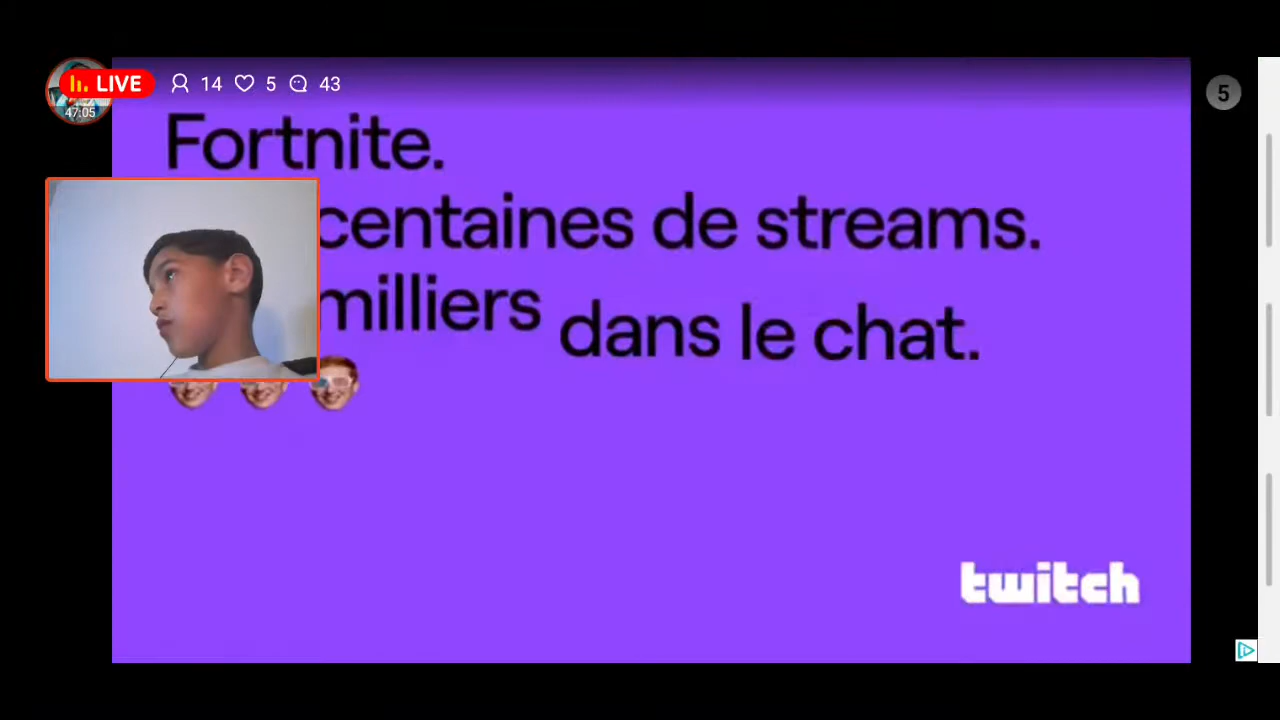 LIVE 14 5 43
47:05
5
Fortnite.
centaines de streams.
milliers dans le chat.
twitch